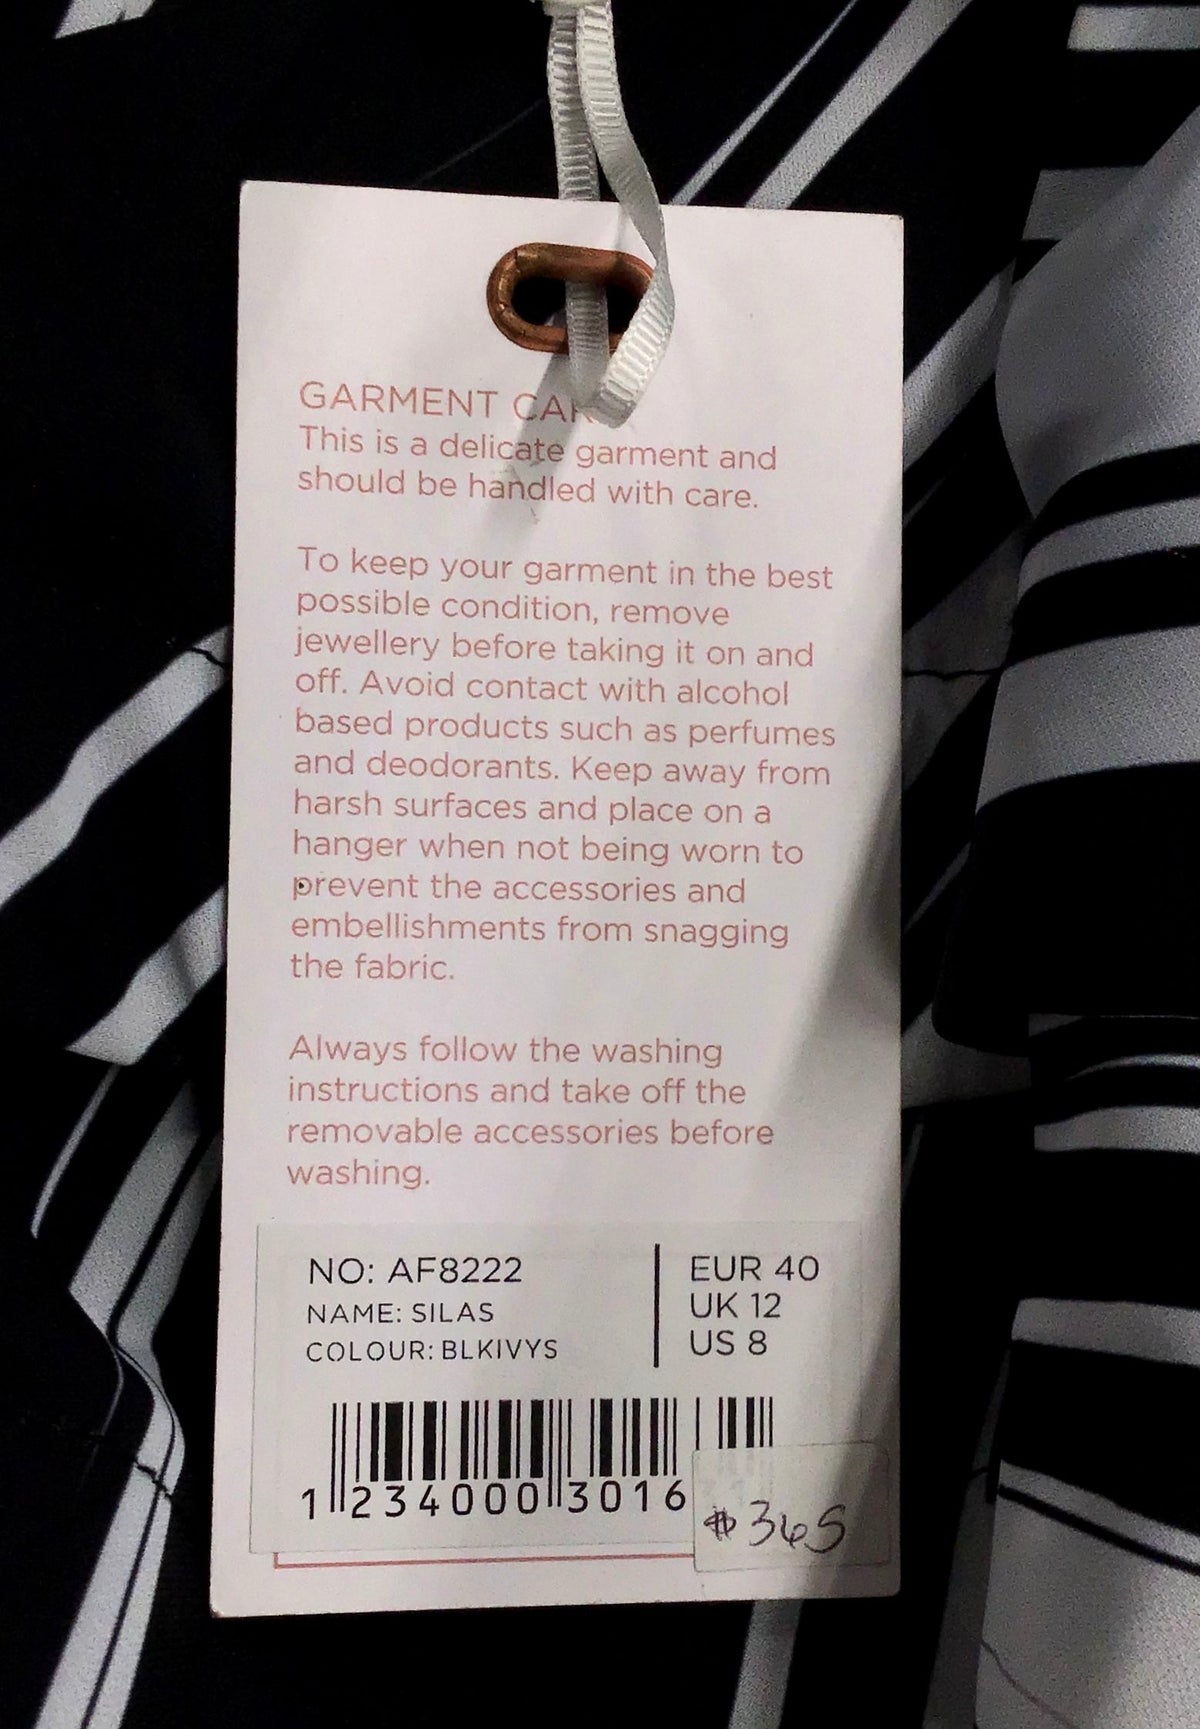 GARMENT CAR
This is a delicate garment and
should be handled with care.
To keep your garment in the best
possible condition, remove
jewellery before taking it on and
off. Avoid contact with alcohol
based products such as perfumes
and deodorants. Keep away from
harsh surfaces and place on a
hanger when not being worn to
prevent the accessories and
embellishments from snagging
the fabric.
Always follow the washing
instructions and take off the
removable accessories before
washing.
NO: AF8222
NAME: SILAS
COLOUR: BLKIVYS
EUR 40
UK 12
US 8
1 234000 3016
$365